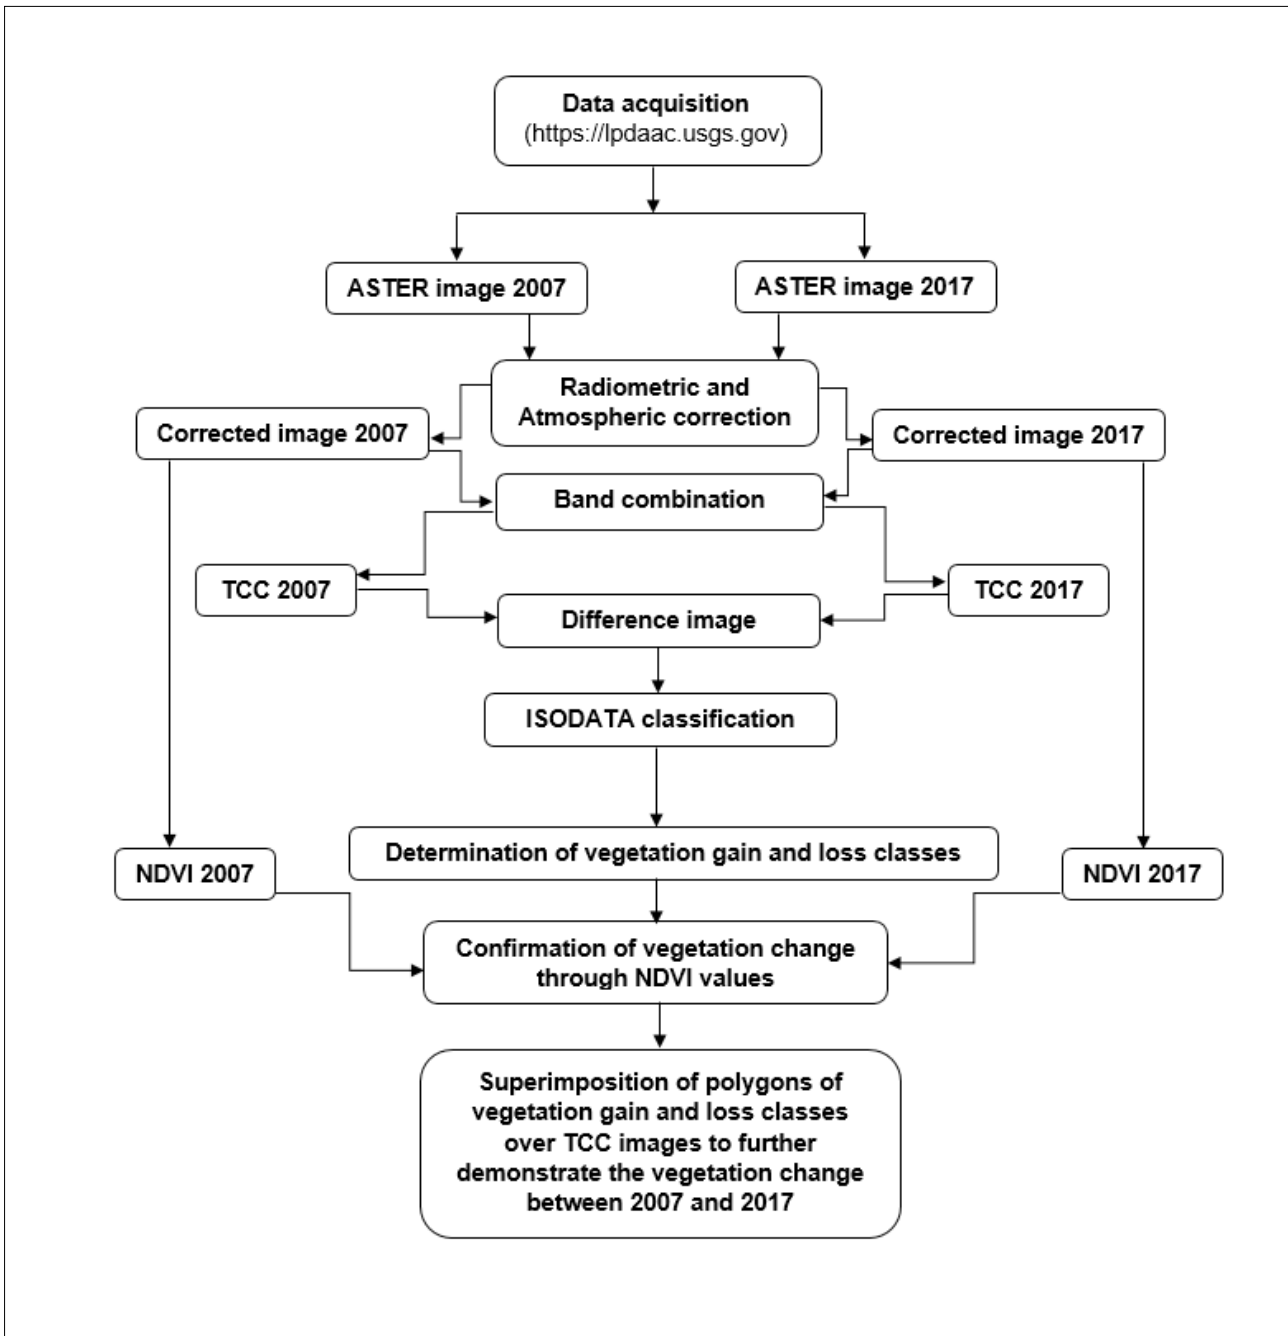 Data acquisition
(https://lpdaac.usgs.gov)
ASTER image 2007
ASTER image 2017
Radiometric and
Atmospheric correction
Corrected image 2007
Corrected image 2017
Band combination
TCC 2007
TCC 2017
Difference image
ISODATA classification
Determination of vegetation gain and loss classes
NDVI 2007
NDVI 2017
Confirmation of vegetation change
through NDVI values
Superimposition of polygons of
vegetation gain and loss classes
over TCC images to further
demonstrate the vegetation change
between 2007 and 2017